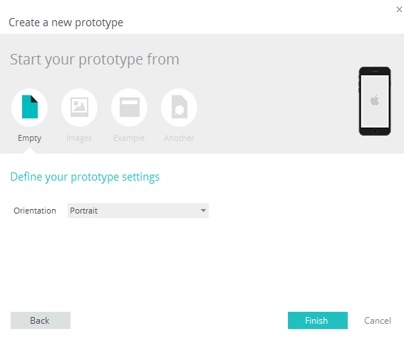 Create a new prototype
Start your prototype from
Empty Images Example Another
Define your prototype settings
Orientation Portrait
Back Finish Cancel